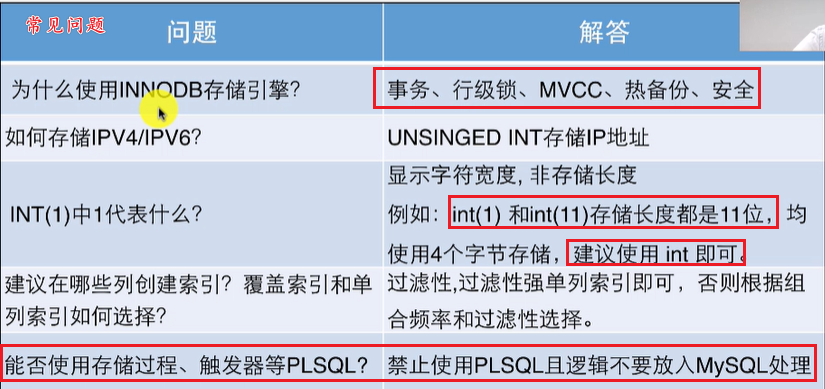 常见问题
问题 解答
为什么使用INNODB存储引擎? 事务、行级锁、MVCC、热备份、安全
如何存储IPV4/IPV6? UNSINGED INT存储IP地址
INT(1)中1代表什么? 显示字符宽度, 非存储长度
例如：int(1) 和int(11)存储长度都是11位，均
使用4个字节存储，建议使用 int 即可。
建议在哪些列创建索引？覆盖索引和单
列索引如何选择?
过滤性,过滤性强单列索引即可，否则根据组
合频率和过滤性选择。
能否使用存储过程、触发器等PLSQL? 禁止使用PLSQL且逻辑不要放入MySQL处理